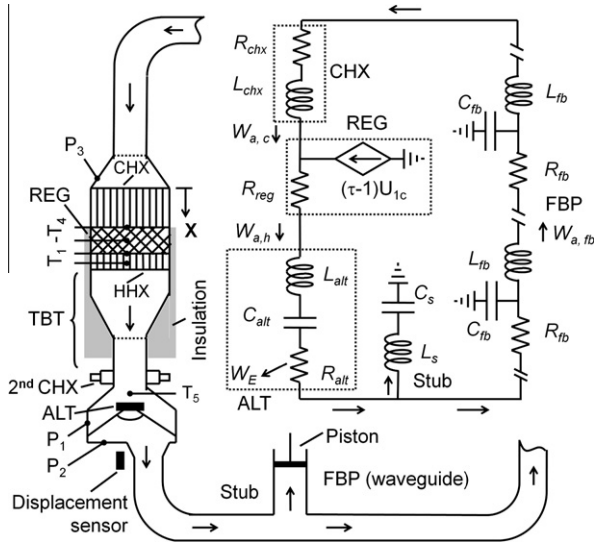 P3
CHX
REG
T1 - T4
X
HHX
TBT
Insulation
2nd CHX
T5
ALT
P1
P2
Displacement
sensor
Rchx
Lchx
CHX
Wa, c
REG
Rreg
(τ-1)U1c
Wa,h
Lalt
Calt
WE
Ralt
ALT
Cs
Ls
Stub
Lfb
Cfb
Rfb
FBP
Wa, fb
Lfb
Cfb
Rfb
Piston
Stub
FBP (waveguide)